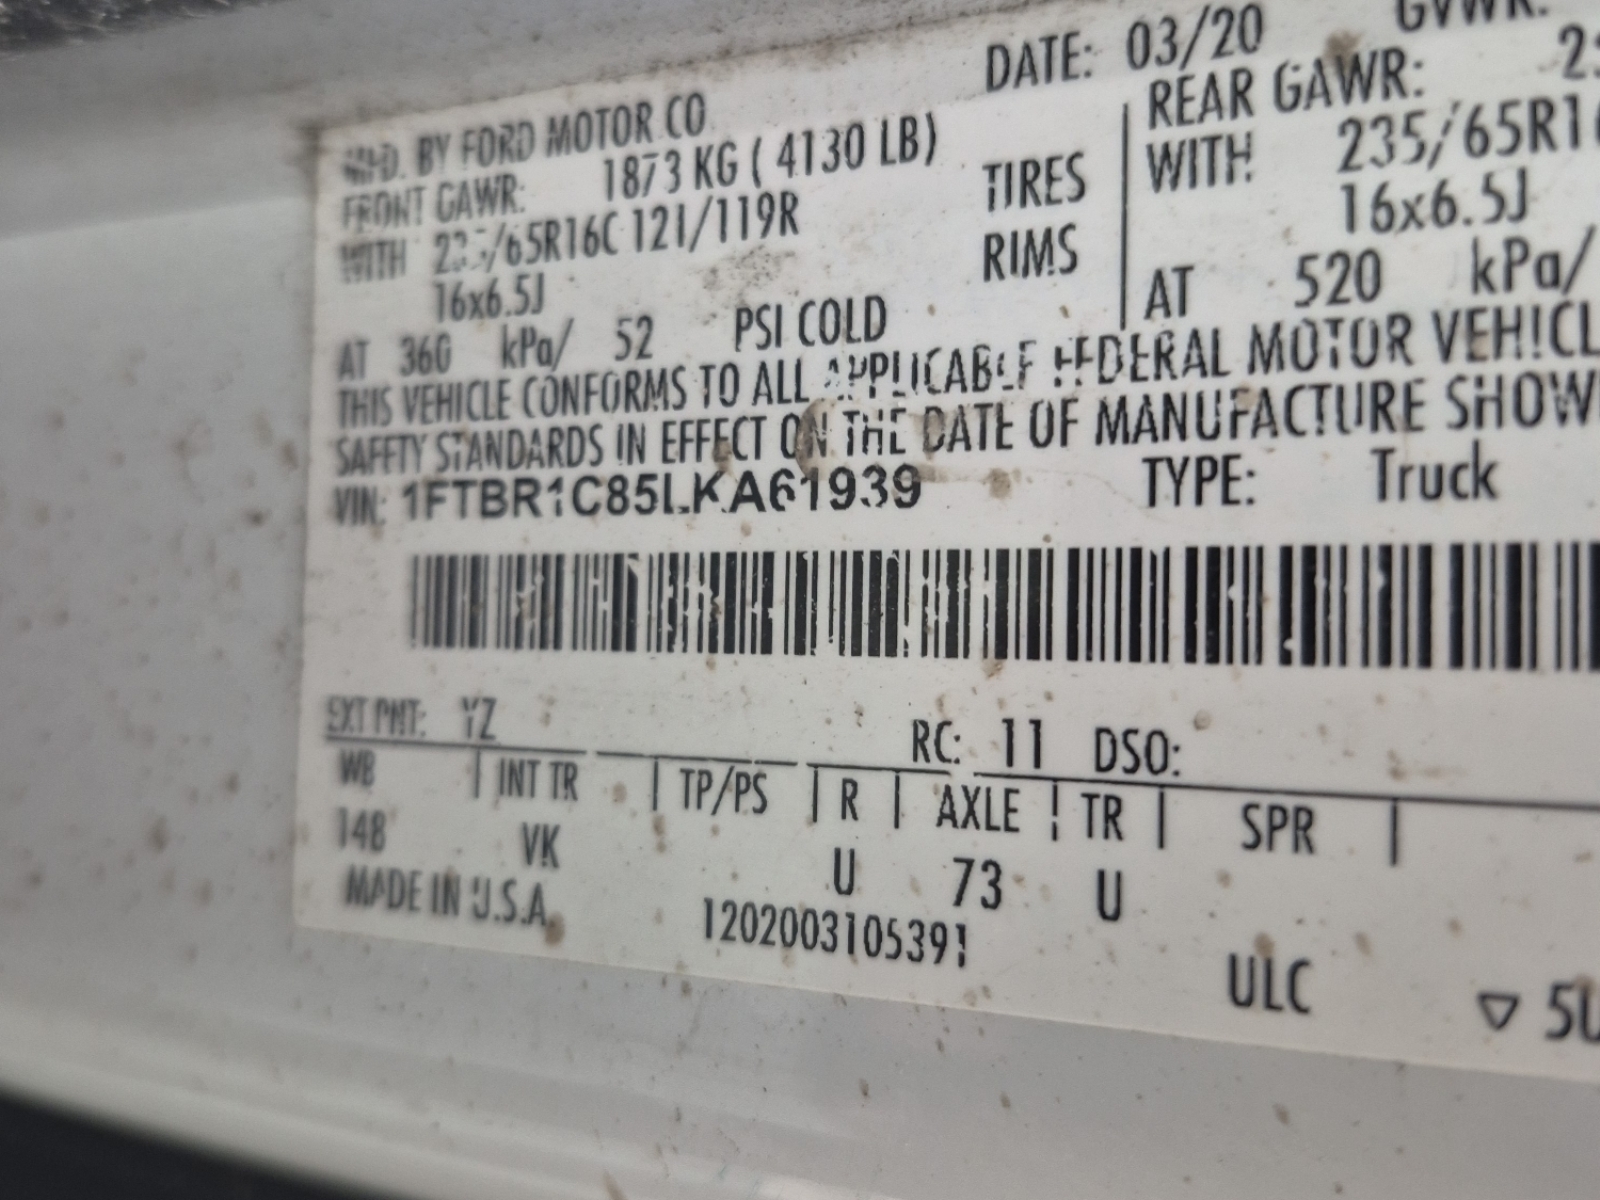 DATE: 03/20 GVWR:
MFD. BY FORD MOTOR CO.
FRONT GAWR: 1873 KG ( 4130 LB) REAR GAWR:
WITH 235/65R16C 121/119R TIRES WITH 235/65R16
16x6.5J RIMS 16x6.5J
AT 360 kPa/ 52 PSI COLD AT 520 kPa/
THIS VEHICLE CONFORMS TO ALL APPLICABLE FEDERAL MOTOR VEHICL
SAFETY STANDARDS IN EFFECT ON THE DATE OF MANUFACTURE SHOW
VIN: 1FTBR1C85LKA61939 TYPE: Truck
EXT PNT: YZ RC: 11 DSO:
WB | INT TR | TP/PS | R | AXLE | TR | SPR |
148 VK U 73 U
MADE IN U.S.A. 1202003105391
ULC ▽ 5U